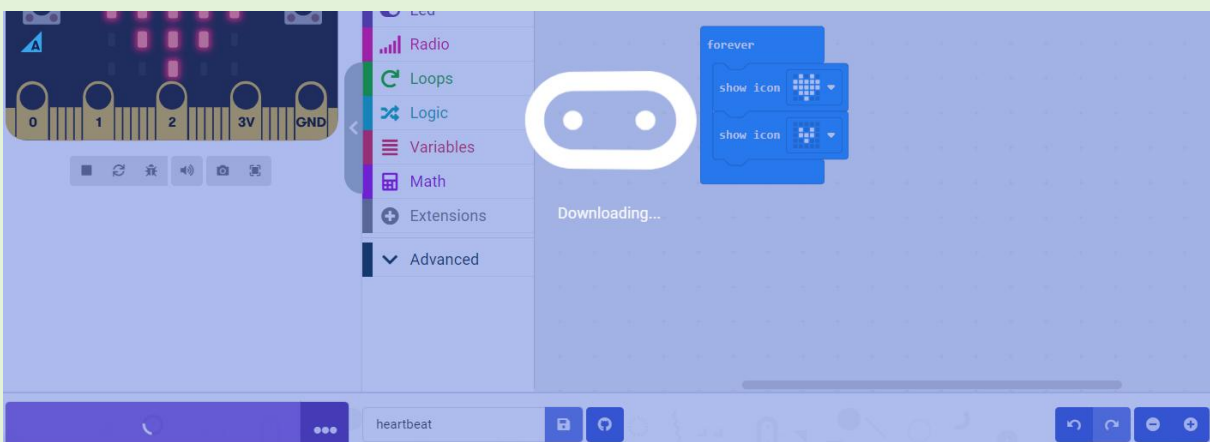 Led
Radio
Loops
Logic
Variables
Math
Extensions
Advanced
A
0
1
2
3V
GND
Downloading...
forever
show icon
show icon
heartbeat